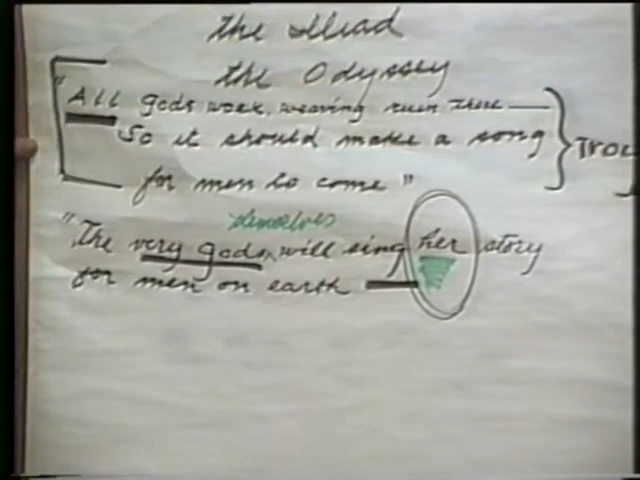 the Iliad
the Odyssey
"All gods work, weaving ruin there —
So it should make a song
for men to come"
Troy
themselves
"The very gods, will sing her story
for men on earth —